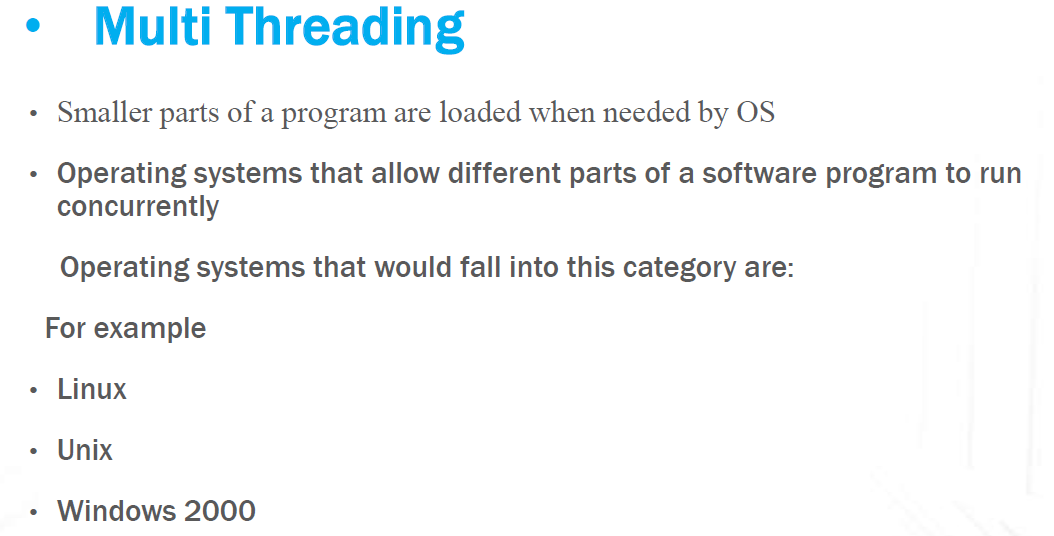 • Multi Threading
• Smaller parts of a program are loaded when needed by OS
• Operating systems that allow different parts of a software program to run
concurrently
Operating systems that would fall into this category are:
For example
• Linux
• Unix
• Windows 2000